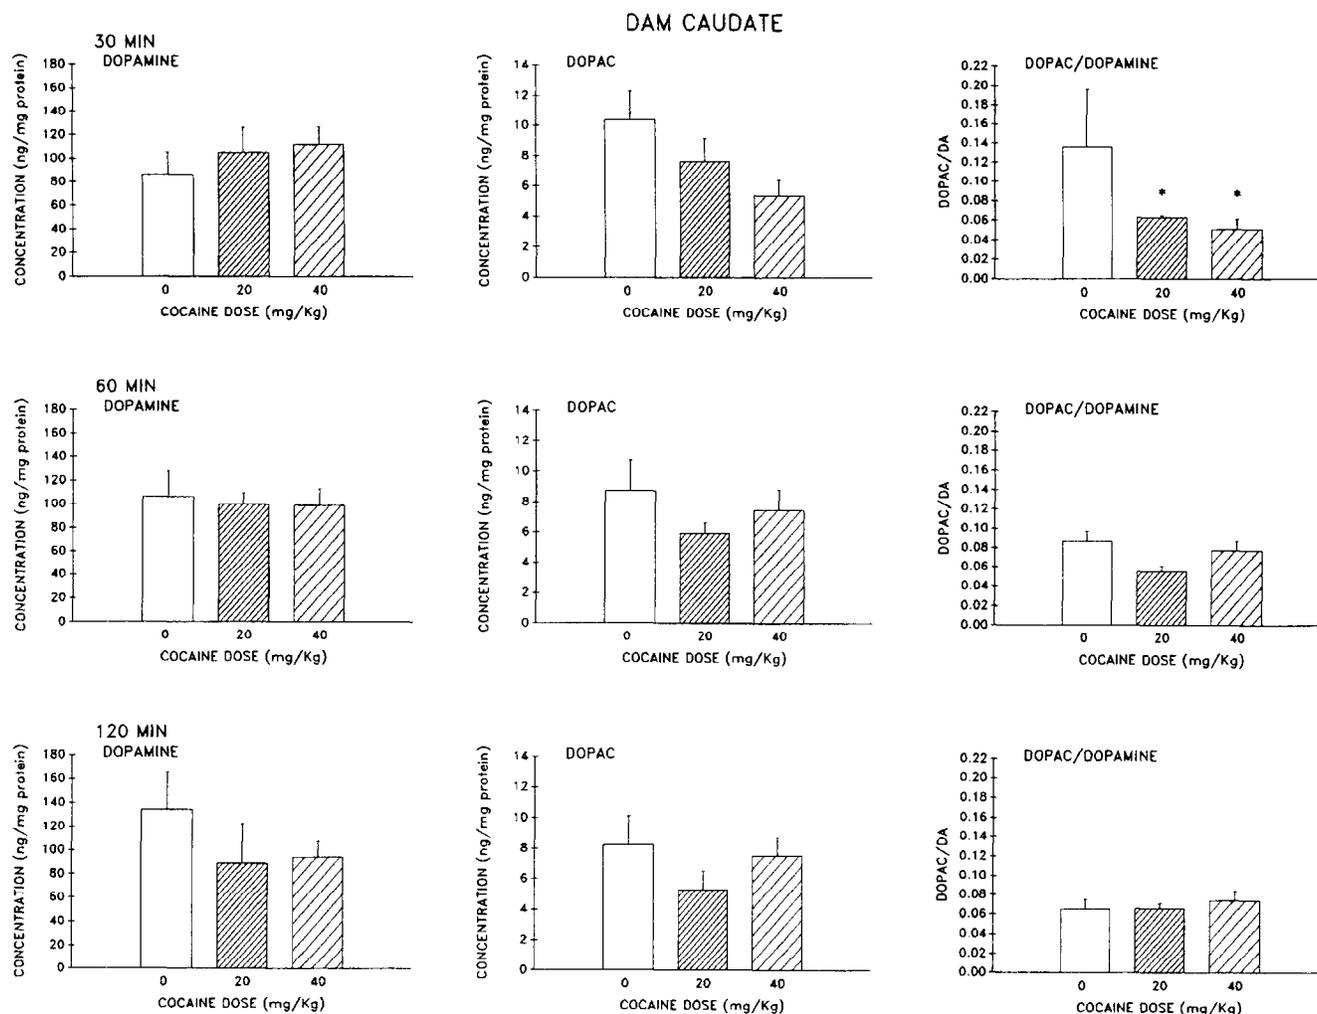 DAM CAUDATE
30 MIN
DOPAMINE
CONCENTRATION (ng/mg protein)
180
160
140
120
100
80
60
40
20
0
0 20 40
COCAINE DOSE (mg/Kg)
DOPAC
CONCENTRATION (ng/mg protein)
14
12
10
8
6
4
2
0
0 20 40
COCAINE DOSE (mg/Kg)
DOPAC/DOPAMINE
DOPAC/DA
0.22
0.20
0.18
0.16
0.14
0.12
0.10
0.08
0.06
0.04
0.02
0.00
* *
0 20 40
COCAINE DOSE (mg/Kg)
60 MIN
DOPAMINE
CONCENTRATION (ng/mg protein)
180
160
140
120
100
80
60
40
20
0
0 20 40
COCAINE DOSE (mg/Kg)
DOPAC
CONCENTRATION (ng/mg protein)
14
12
10
8
6
4
2
0
0 20 40
COCAINE DOSE (mg/Kg)
DOPAC/DOPAMINE
DOPAC/DA
0.22
0.20
0.18
0.16
0.14
0.12
0.10
0.08
0.06
0.04
0.02
0.00
0 20 40
COCAINE DOSE (mg/Kg)
120 MIN
DOPAMINE
CONCENTRATION (ng/mg protein)
180
160
140
120
100
80
60
40
20
0
0 20 40
COCAINE DOSE (mg/Kg)
DOPAC
CONCENTRATION (ng/mg protein)
14
12
10
8
6
4
2
0
0 20 40
COCAINE DOSE (mg/Kg)
DOPAC/DOPAMINE
DOPAC/DA
0.22
0.20
0.18
0.16
0.14
0.12
0.10
0.08
0.06
0.04
0.02
0.00
0 20 40
COCAINE DOSE (mg/Kg)